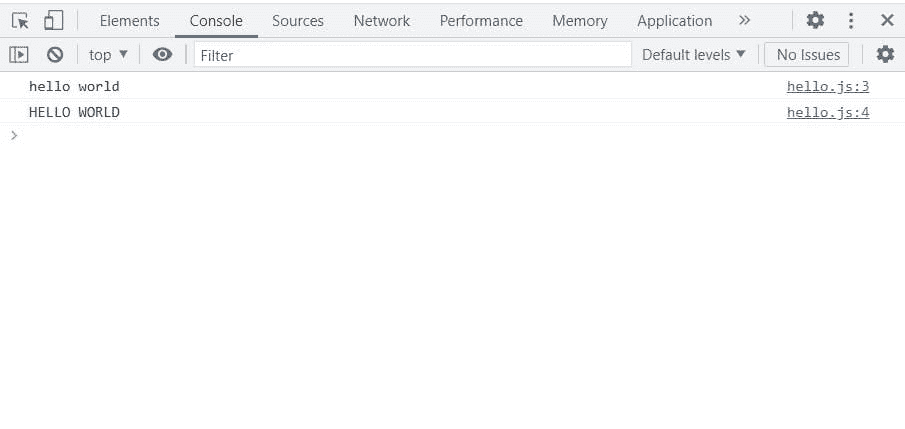 Elements Console Sources Network Performance Memory Application »
top ▼ Filter Default levels ▼ No Issues
hello world hello.js:3
HELLO WORLD hello.js:4
>